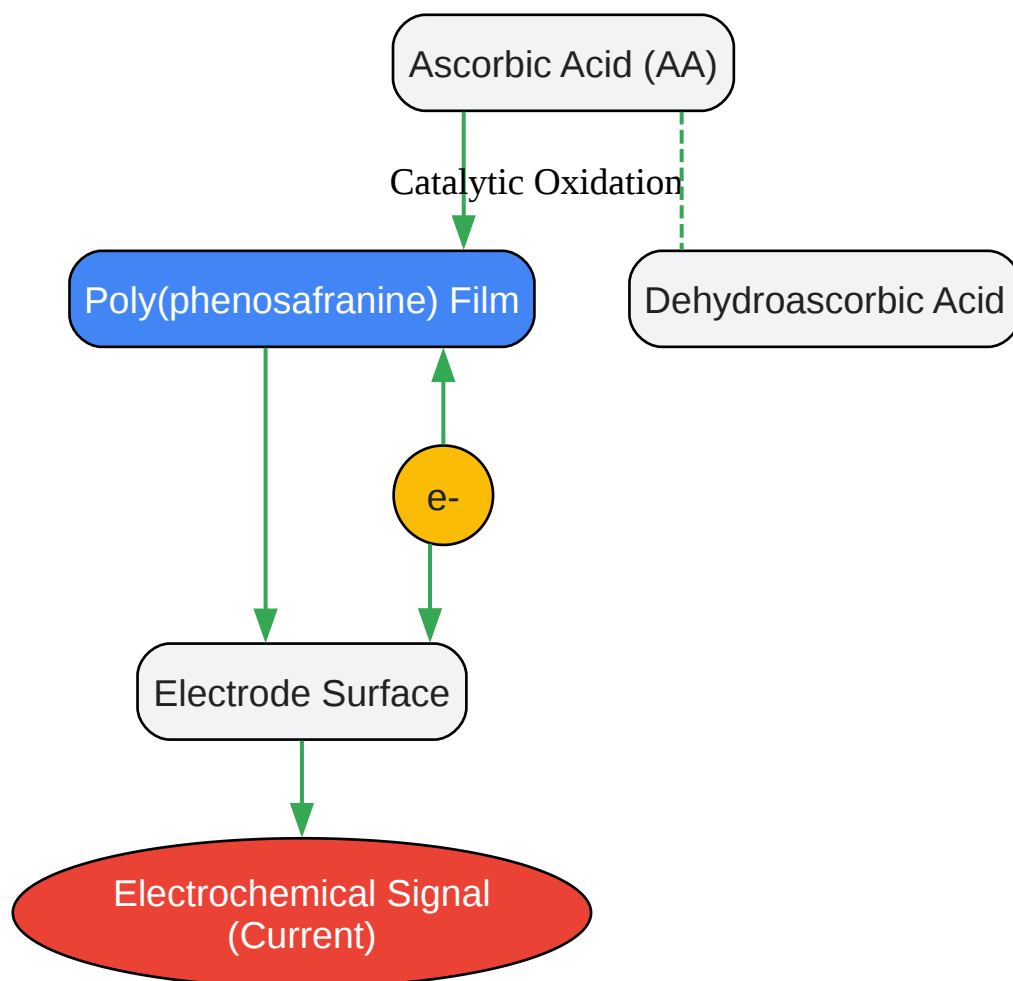 Ascorbic Acid (AA)
Catalytic Oxidation
Poly(phenosafranine) Film
Dehydroascorbic Acid
e-
Electrode Surface
Electrochemical Signal
(Current)